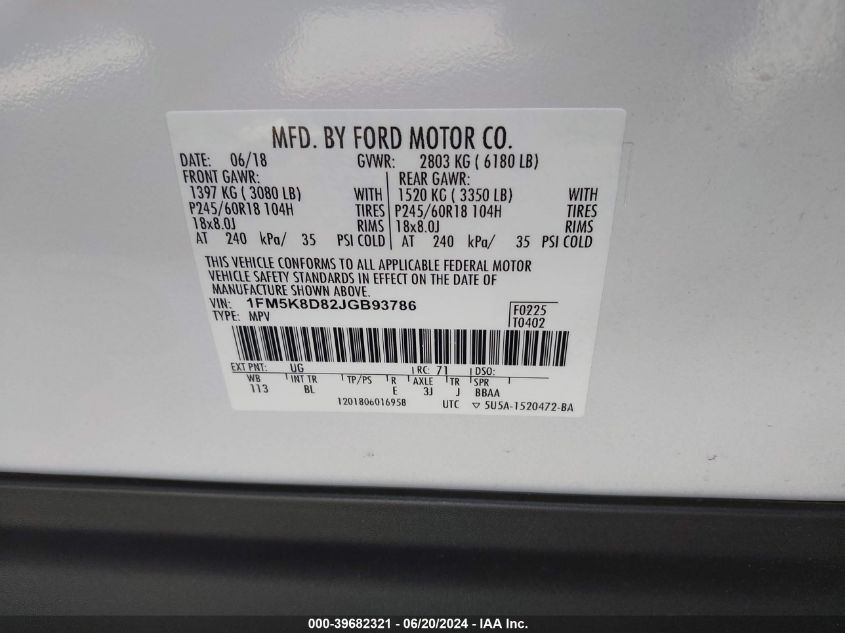 MFD. BY FORD MOTOR CO.
DATE: 06/18 GVWR: 2803 KG ( 6180 LB)
FRONT GAWR: REAR GAWR:
1397 KG ( 3080 LB) WITH 1520 KG ( 3350 LB) WITH
P245/60R18 104H TIRES P245/60R18 104H TIRES
18x8.0J RIMS 18x8.0J RIMS
AT 240 kPa/ 35 PSI COLD AT 240 kPa/ 35 PSI COLD
THIS VEHICLE CONFORMS TO ALL APPLICABLE FEDERAL MOTOR
VEHICLE SAFETY STANDARDS IN EFFECT ON THE DATE OF
MANUFACTURE SHOWN ABOVE.
VIN: 1FM5K8D82JGB93786 F0225
TYPE: MPV T0402
EXT PNT: UG RC: 71 DSO:
WB INT TR TP/PS R AXLE TR SPR
113 BL E 3J J BBAA
120180601695B UTC ▽ 5U5A-1520472-BA
000-39682321 - 06/20/2024 - IAA Inc.